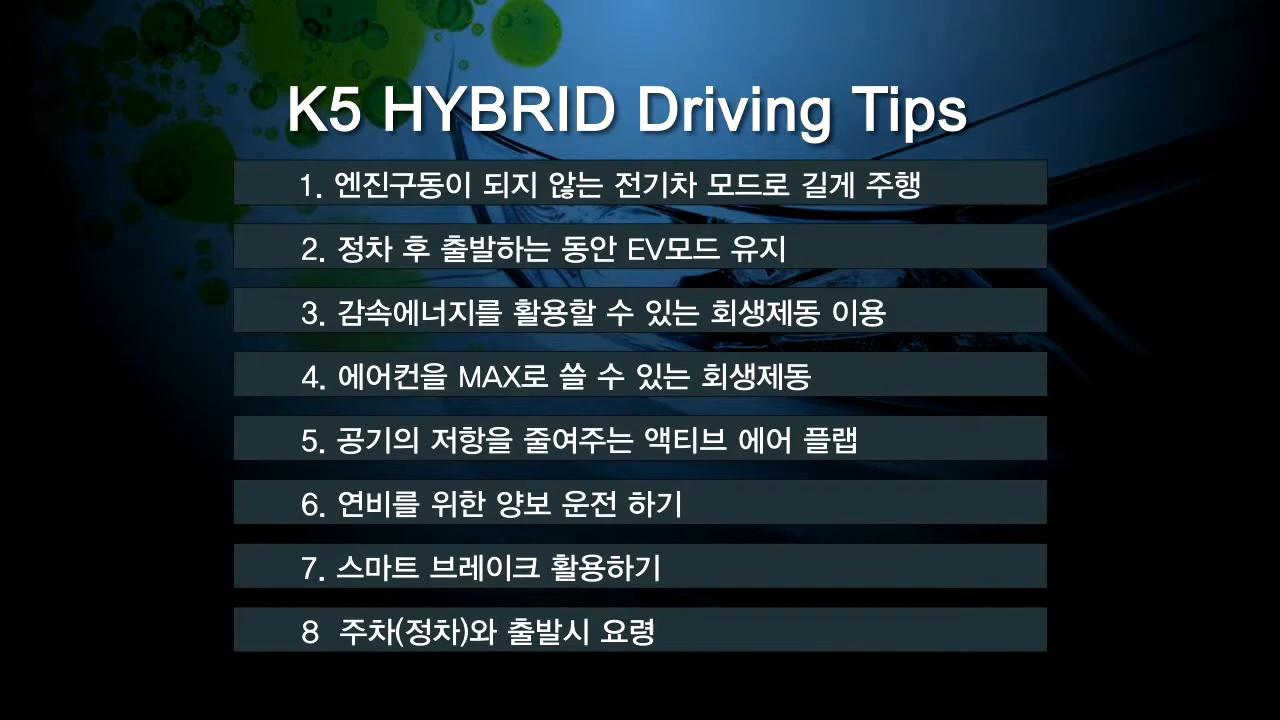 K5 HYBRID Driving Tips
1. 엔진구동이 되지 않는 전기차 모드로 길게 주행
2. 정차 후 출발하는 동안 EV모드 유지
3. 감속에너지를 활용할 수 있는 회생제동 이용
4. 에어컨을 MAX로 쓸 수 있는 회생제동
5. 공기의 저항을 줄여주는 액티브 에어 플랩
6. 연비를 위한 양보 운전 하기
7. 스마트 브레이크 활용하기
8 주차(정차)와 출발시 요령